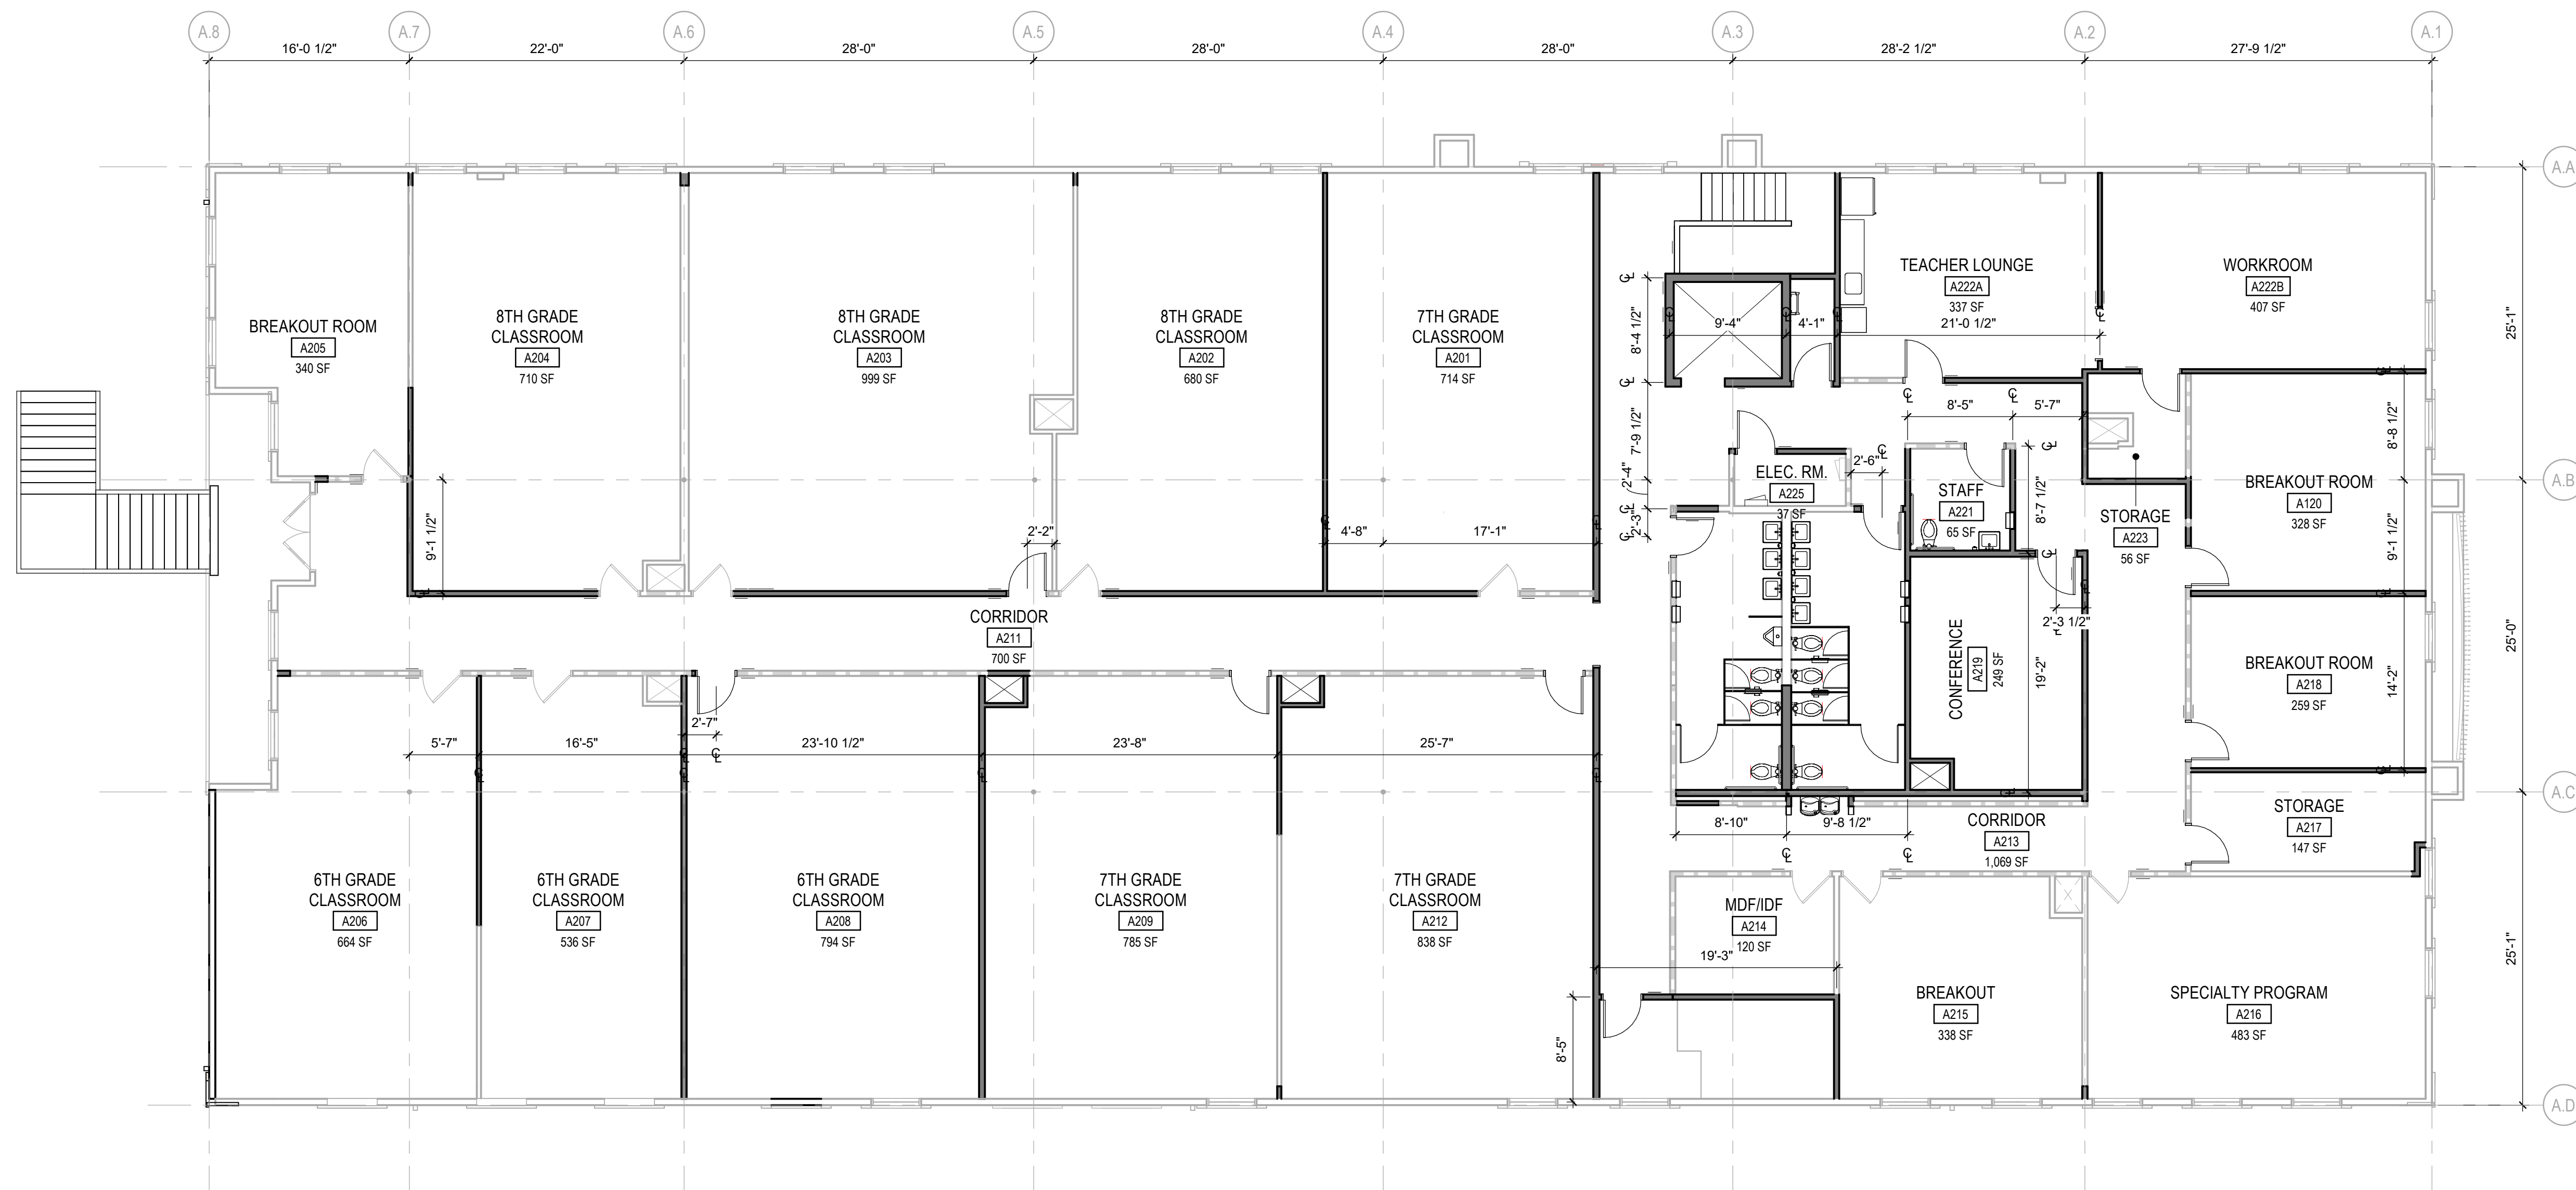 A.8
A.7
A.6
A.5
A.4
A.3
A.2
A.1
16'-0 1/2"
22'-0"
28'-0"
28'-0"
28'-0"
28'-2 1/2"
27'-9 1/2"
A.A
A.B
A.C
A.D
25'-1"
25'-0"
25'-1"
BREAKOUT ROOM
A205
340 SF
8TH GRADE
CLASSROOM
A204
710 SF
8TH GRADE
CLASSROOM
A203
999 SF
8TH GRADE
CLASSROOM
A202
680 SF
7TH GRADE
CLASSROOM
A201
714 SF
TEACHER LOUNGE
A222A
337 SF
21'-0 1/2"
WORKROOM
A222B
407 SF
9'-4"
4'-1"
8'-4 1/2"
7'-9 1/2"
2'-4"
2'-3"
8'-5"
5'-7"
2'-6"
ELEC. RM.
A225
37 SF
STAFF
A221
65 SF
8'-7 1/2"
STORAGE
A223
56 SF
BREAKOUT ROOM
A120
328 SF
8'-8 1/2"
9'-1 1/2"
9'-1 1/2"
2'-2"
4'-8"
17'-1"
CORRIDOR
A211
700 SF
CONFERENCE
A219
249 SF
19'-2"
2'-3 1/2"
BREAKOUT ROOM
A218
259 SF
14'-2"
2'-7"
5'-7"
16'-5"
23'-10 1/2"
23'-8"
25'-7"
8'-10"
9'-8 1/2"
CORRIDOR
A213
1,069 SF
STORAGE
A217
147 SF
6TH GRADE
CLASSROOM
A206
664 SF
6TH GRADE
CLASSROOM
A207
536 SF
6TH GRADE
CLASSROOM
A208
794 SF
7TH GRADE
CLASSROOM
A209
785 SF
7TH GRADE
CLASSROOM
A212
838 SF
MDF/IDF
A214
120 SF
19'-3"
8'-5"
BREAKOUT
A215
338 SF
SPECIALTY PROGRAM
A216
483 SF